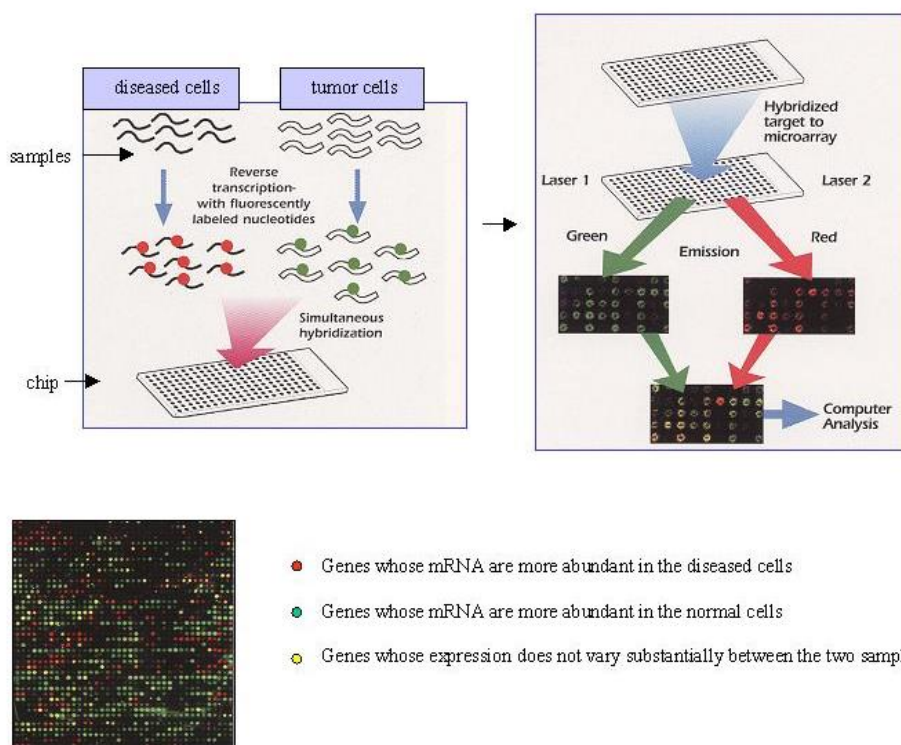 diseased cells
tumor cells
samples
Reverse
transcription-
with fluorescently
labeled nucleotides
Simultaneous
hybridization
chip
Hybridized
target to
microarray
Laser 1
Laser 2
Green
Emission
Red
Computer
Analysis
Genes whose mRNA are more abundant in the diseased cells
Genes whose mRNA are more abundant in the normal cells
Genes whose expression does not vary substantially between the two sampl